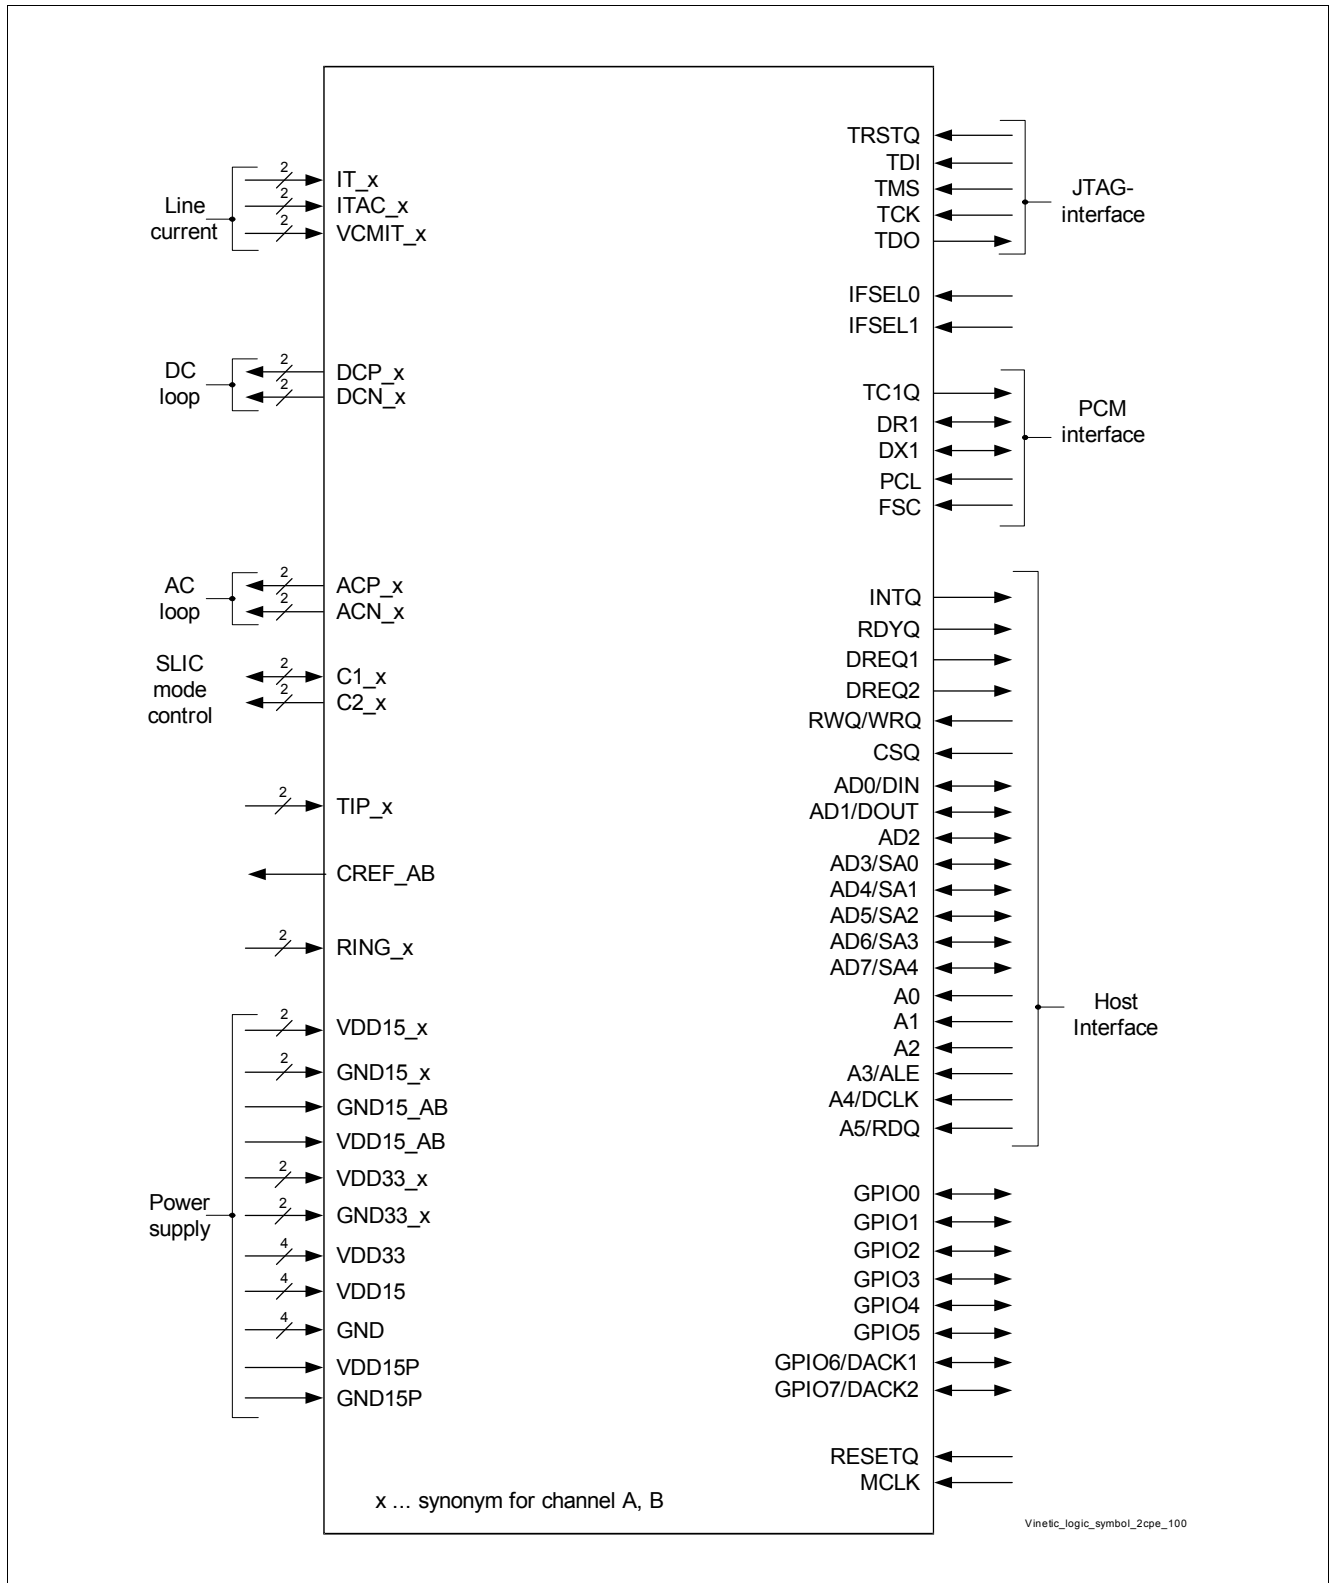 2
IT_x
2
ITAC_x
2
VCMIT_x
Line
current
2
DCP_x
2
DCN_x
DC
loop
2
ACP_x
2
ACN_x
AC
loop
SLIC
mode
control
2
C1_x
2
C2_x
2
TIP_x
CREF_AB
2
RING_x
2
VDD15_x
2
GND15_x
GND15_AB
VDD15_AB
2
VDD33_x
2
GND33_x
4
VDD33
4
VDD15
4
GND
VDD15P
GND15P
Power
supply
x ... synonym for channel A, B
TRSTQ
TDI
TMS
TCK
TDO
JTAG-
interface
IFSEL0
IFSEL1
TC1Q
DR1
DX1
PCL
FSC
PCM
interface
INTQ
RDYQ
DREQ1
DREQ2
RWQ/WRQ
CSQ
AD0/DIN
AD1/DOUT
AD2
AD3/SA0
AD4/SA1
AD5/SA2
AD6/SA3
AD7/SA4
A0
A1
A2
A3/ALE
A4/DCLK
A5/RDQ
Host
Interface
GPIO0
GPIO1
GPIO2
GPIO3
GPIO4
GPIO5
GPIO6/DACK1
GPIO7/DACK2
RESETQ
MCLK
Vinetic_logic_symbol_2cpe_100